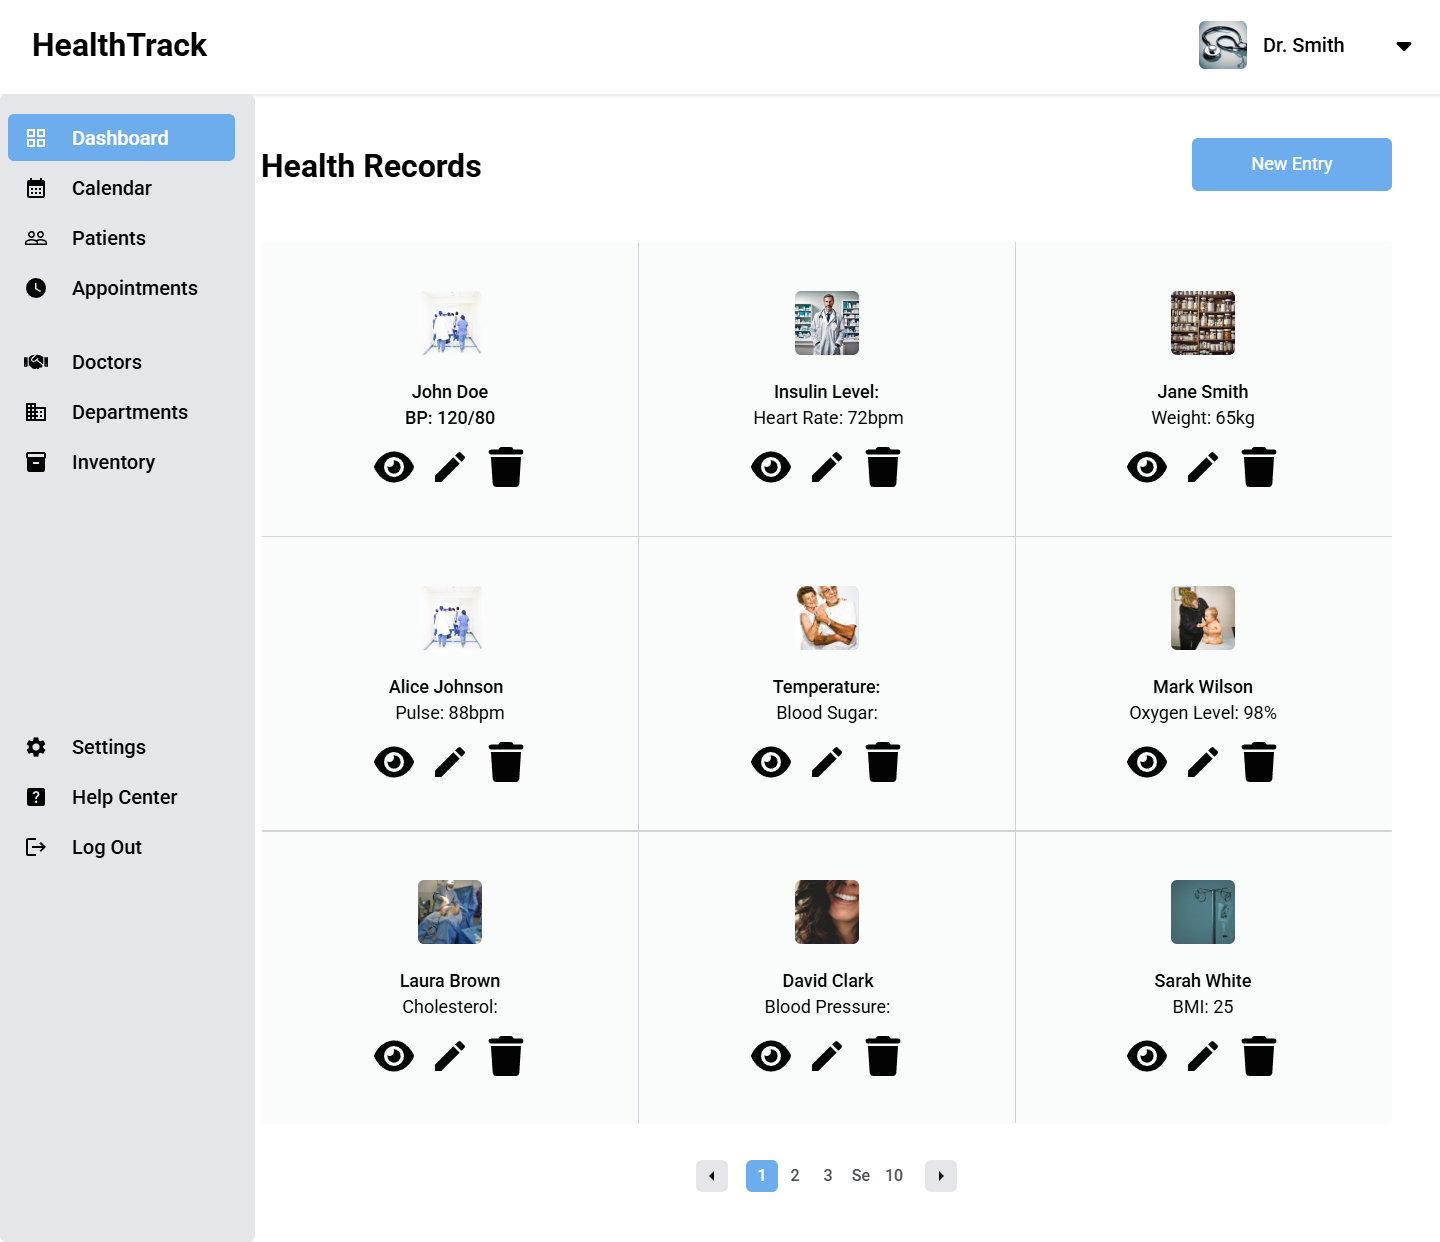 HealthTrack
Dr. Smith
Dashboard
Calendar
Patients
Appointments
Doctors
Departments
Inventory
Settings
Help Center
Log Out
Health Records
New Entry
John Doe
BP: 120/80
Insulin Level:
Heart Rate: 72bpm
Jane Smith
Weight: 65kg
Alice Johnson
Pulse: 88bpm
Temperature:
Blood Sugar:
Mark Wilson
Oxygen Level: 98%
Laura Brown
Cholesterol:
David Clark
Blood Pressure:
Sarah White
BMI: 25
1 2 3 Se 10